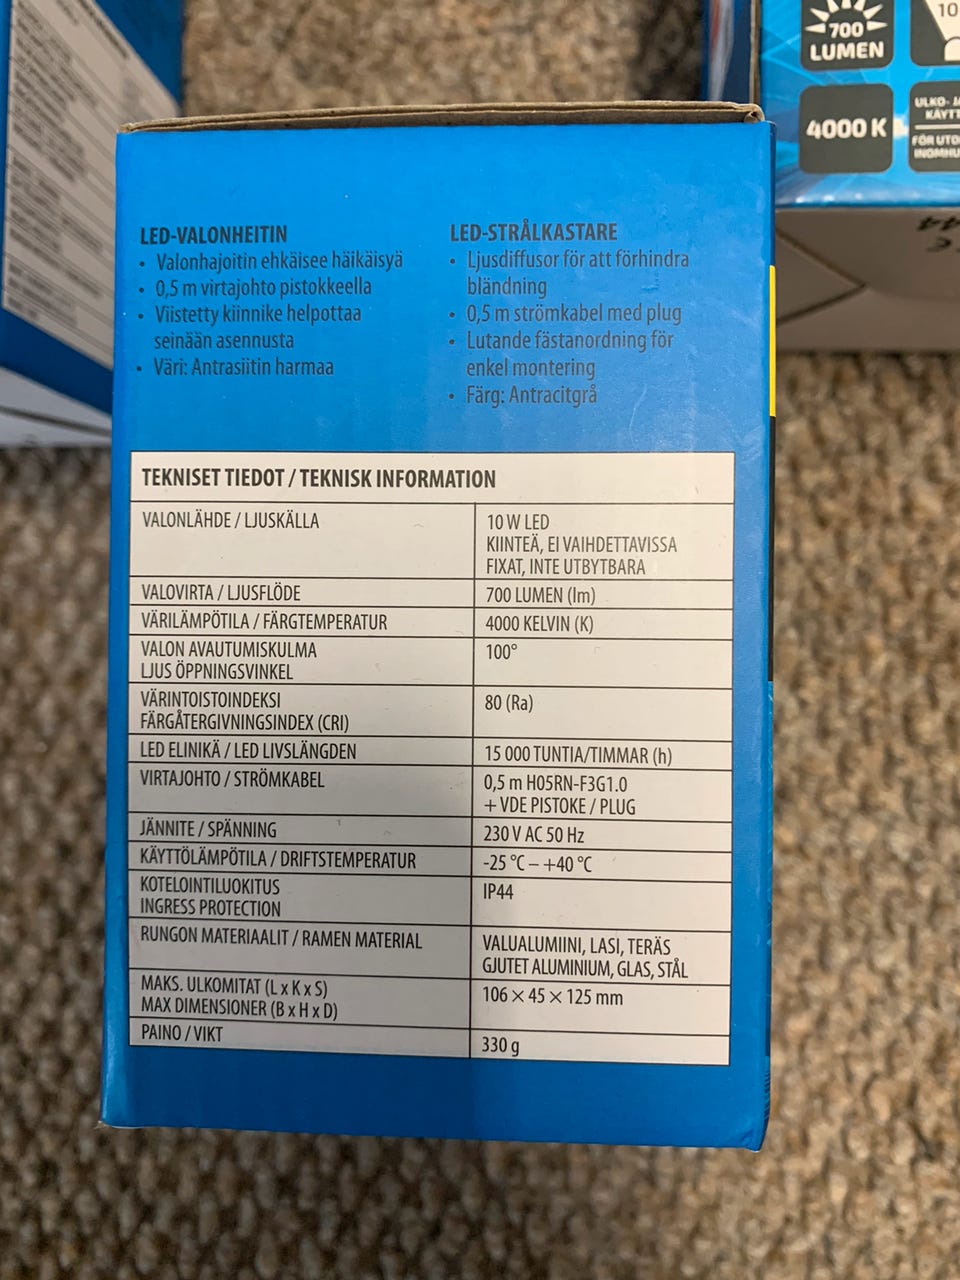 700
LUMEN
10
4000 K
ULKO- J
KÄYTT
FÖR UTO
INOMHU
LED-VALONHEITIN
• Valonhajoitin ehkäisee häikäisyä
• 0,5 m virtajohto pistokkeella
• Viistetty kiinnike helpottaa
seinään asennusta
• Väri: Antrasiitin harmaa
LED-STRÅLKASTARE
• Ljusdiffusor för att förhindra
bländning
• 0,5 m strömkabel med plug
• Lutande fästanordning för
enkel montering
• Färg: Antracitgrå
TEKNISET TIEDOT / TEKNISK INFORMATION
VALONLÄHDE / LJUSKÄLLA
10 W LED
KIINTEÄ, EI VAIHDETTAVISSA
FIXAT, INTE UTBYTBARA
VALOVIRTA / LJUSFLÖDE
700 LUMEN (lm)
VÄRILÄMPÖTILA / FÄRGTEMPERATUR
4000 KELVIN (K)
VALON AVAUTUMISKULMA
LJUS ÖPPNINGSVINKEL
100°
VÄRINTOISTOINDEKSI
FÄRGÅTERGIVNINGSINDEX (CRI)
80 (Ra)
LED ELINIKÄ / LED LIVSLÄNGDEN
15 000 TUNTIA/TIMMAR (h)
VIRTAJOHTO / STRÖMKABEL
0,5 m H05RN-F3G1.0
+ VDE PISTOKE / PLUG
JÄNNITE / SPÄNNING
230 V AC 50 Hz
KÄYTTÖLÄMPÖTILA / DRIFTSTEMPERATUR
-25 °C – +40 °C
KOTELOINTILUOKITUS
INGRESS PROTECTION
IP44
RUNGON MATERIAALIT / RAMEN MATERIAL
VALUALUMIINI, LASI, TERÄS
GJUTET ALUMINIUM, GLAS, STÅL
MAKS. ULKOMITAT (L x K x S)
MAX DIMENSIONER (B x H x D)
106 × 45 × 125 mm
PAINO / VIKT
330 g